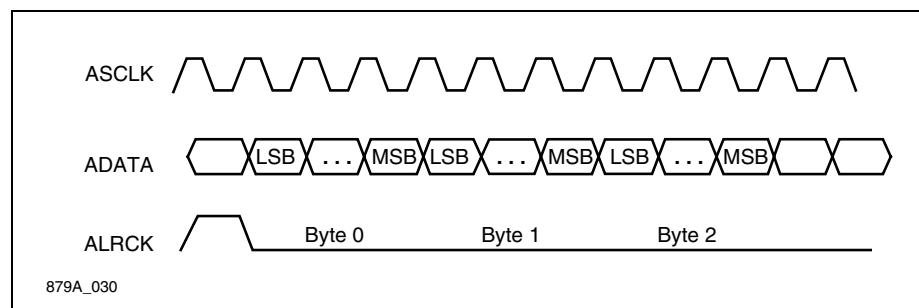 ASCLK
ADATA LSB . . . MSB LSB . . . MSB LSB . . . MSB
ALRCK Byte 0 Byte 1 Byte 2
879A_030